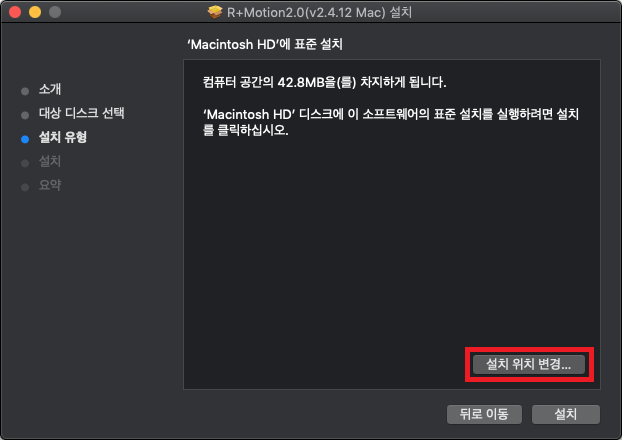 R+Motion2.0(v2.4.12 Mac) 설치
'Macintosh HD'에 표준 설치
소개
대상 디스크 선택
설치 유형
설치
요약
컴퓨터 공간의 42.8MB을(를) 차지하게 됩니다.
'Macintosh HD' 디스크에 이 소프트웨어의 표준 설치를 실행하려면 설치
를 클릭하십시오.
설치 위치 변경...
뒤로 이동
설치